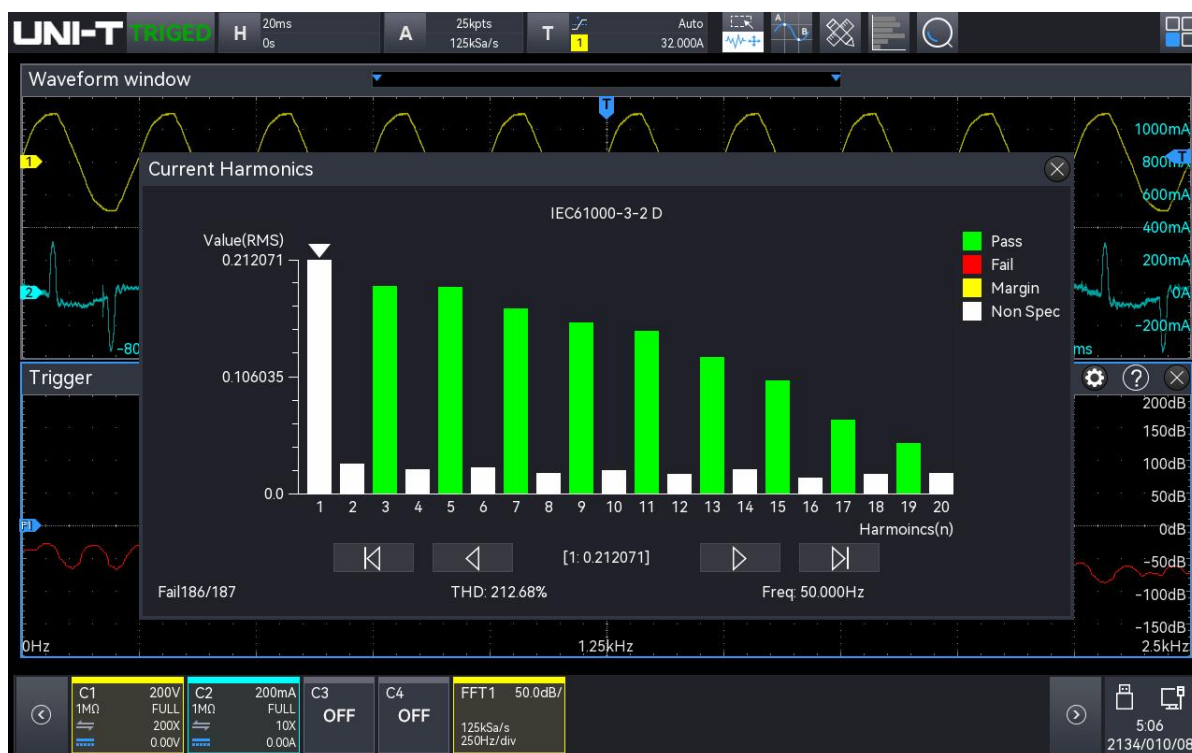 UNI-T TRIGED H 20ms 0s A 25kpts 125kSa/s T 1 Auto 32.000A
Waveform window
T
1
1000mA
800mA
600mA
400mA
200mA
0A
-200mA
2
T
-80
ms
Current Harmonics
IEC61000-3-2 D
Value(RMS)
0.212071
0.106035
0.0
1 2 3 4 5 6 7 8 9 10 11 12 13 14 15 16 17 18 19 20
Harmoincs(n)
Pass
Fail
Margin
Non Spec
[1: 0.212071]
Fail186/187 THD: 212.68% Freq: 50.000Hz
Trigger
200dB
150dB
100dB
50dB
0dB
-50dB
-100dB
-150dB
0Hz 1.25kHz 2.5kHz
C1 200V
1MΩ FULL
200X
0.00V
C2 200mA
1MΩ FULL
10X
0.00A
C3
OFF
C4
OFF
FFT1 50.0dB/
125kSa/s
250Hz/div
5:06
2134/010/08